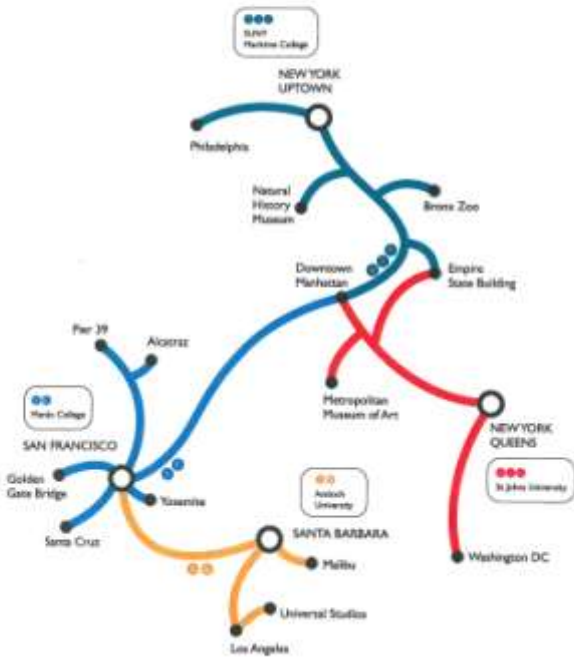 SUNY
Maritime College
NEW YORK
UPTOWN
Philadelphia
Natural
History
Museum
Bronx Zoo
Downtown
Manhattan
Empire
State Building
Pier 39
Alcatraz
Marin College
SAN FRANCISCO
Golden
Gate Bridge
Yosemite
Santa Cruz
Metropolitan
Museum of Art
NEW YORK
QUEENS
St Johns University
Antioch
University
SANTA BARBARA
Malibu
Washington DC
Universal Studios
Los Angeles